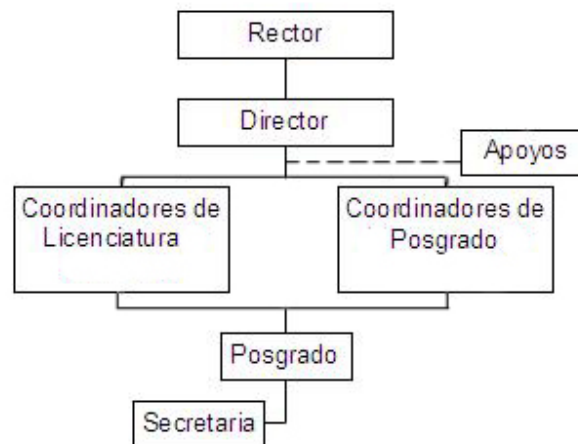 Rector
Director
Apoyos
Coordinadores de
Licenciatura
Coordinadores de
Posgrado
Posgrado
Secretaria